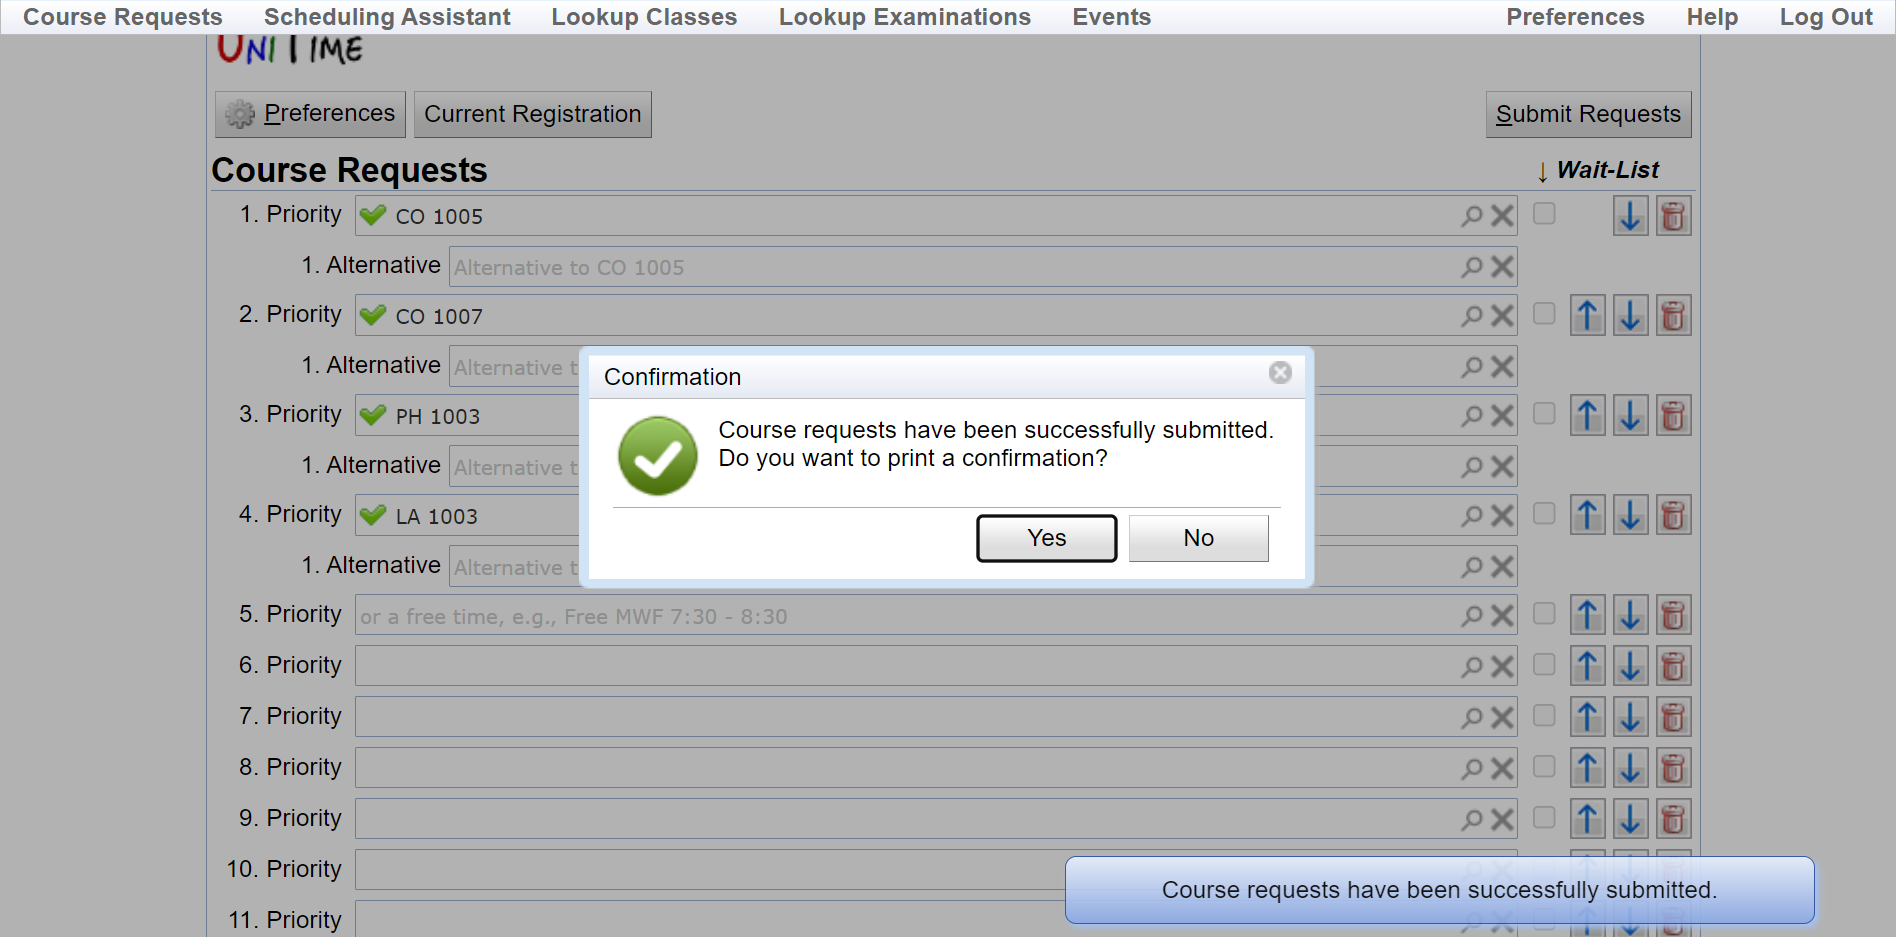 Course Requests Scheduling Assistant Lookup Classes Lookup Examinations Events Preferences Help Log Out
UNITIME
Preferences Current Registration Submit Requests
Course Requests ↓ Wait-List
1. Priority CO 1005
1. Alternative Alternative to CO 1005
2. Priority CO 1007
1. Alternative Alternative t
3. Priority PH 1003
1. Alternative Alternative t
4. Priority LA 1003
1. Alternative Alternative t
Confirmation
Course requests have been successfully submitted.
Do you want to print a confirmation?
Yes No
5. Priority or a free time, e.g., Free MWF 7:30 - 8:30
6. Priority
7. Priority
8. Priority
9. Priority
10. Priority
11. Priority
Course requests have been successfully submitted.